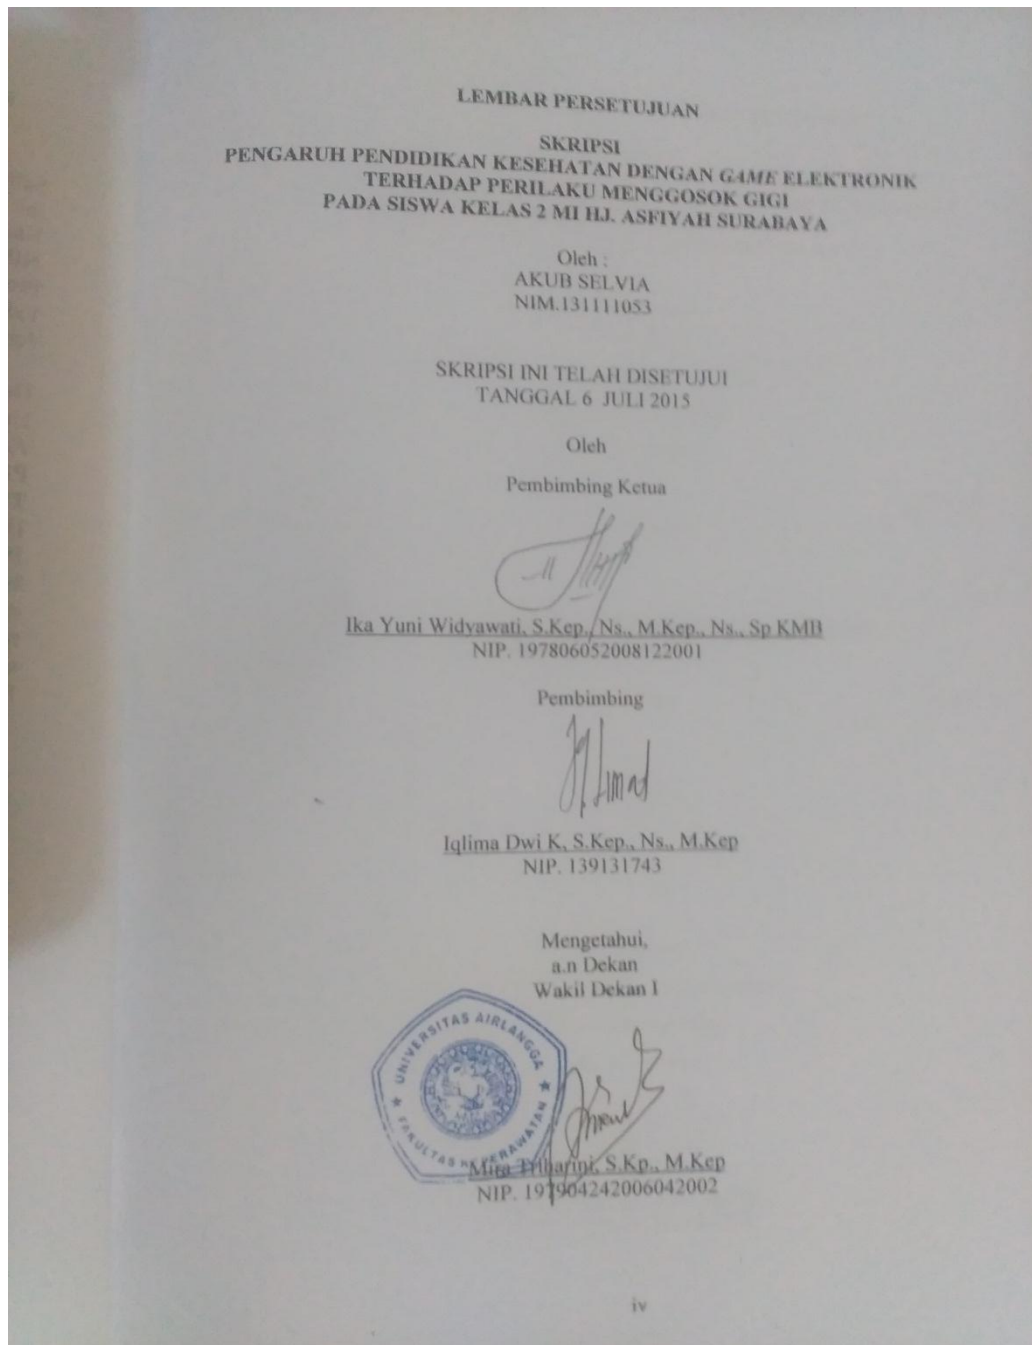 LEMBAR PERSETUJUAN
SKRIPSI
PENGARUH PENDIDIKAN KESEHATAN DENGAN GAME ELEKTRONIK
TERHADAP PERILAKU MENGGOSOK GIGI
PADA SISWA KELAS 2 MI HJ. ASFIYAH SURABAYA
Oleh :
AKUB SELVIA
NIM.131111053
SKRIPSI INI TELAH DISETUJUI
TANGGAL 6 JULI 2015
Oleh
Pembimbing Ketua
Ika Yuni Widyawati, S.Kep., Ns., M.Kep., Ns., Sp KMB
NIP. 197806052008122001
Pembimbing
Iqlima Dwi K, S.Kep., Ns., M.Kep
NIP. 139131743
Mengetahui,
a.n Dekan
Wakil Dekan I
UNIVERSITAS AIRLANGGA
FAKULTAS KEPERAWATAN
Mira Triharini, S.Kp., M.Kep
NIP. 197904242006042002
iv